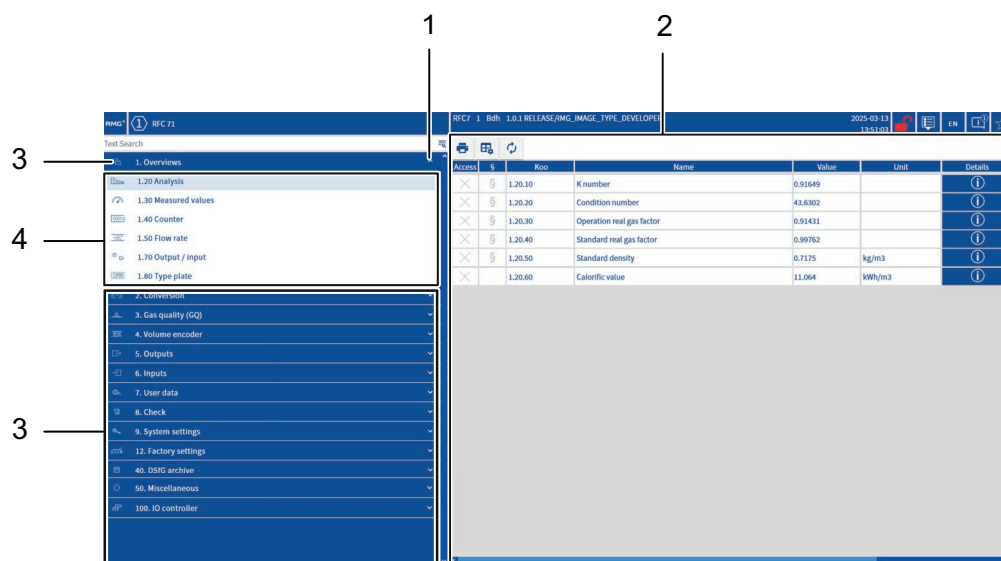 1
2
RMG 1 RFC 71
RFC7 1 Bdh 1.0.1 RELEASE/RMG_IMAGE_TYPE_DEVELOPER
2025-03-13
13:51:03
EN
Text Search
3
1. Overviews
4
1.20 Analysis
1.30 Measured values
1.40 Counter
1.50 Flow rate
1.70 Output / input
1.80 Type plate
3
2. Conversion
3. Gas quality (GQ)
4. Volume encoder
5. Outputs
6. Inputs
7. User data
8. Check
9. System settings
12. Factory settings
40. DSfG archive
50. Miscellaneous
100. IO controller
Access § Koo Name Value Unit Details
§ 1.20.10 K number 0.91649
§ 1.20.20 Condition number 43.6302
§ 1.20.30 Operation real gas factor 0.91431
§ 1.20.40 Standard real gas factor 0.99762
§ 1.20.50 Standard density 0.7175 kg/m3
1.20.60 Calorific value 11.064 kWh/m3